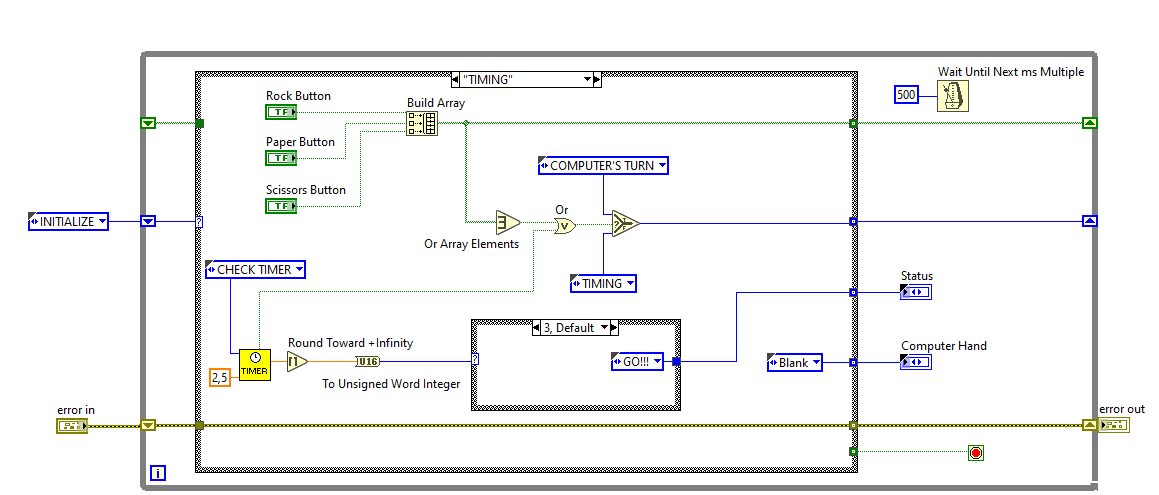 "TIMING"
Wait Until Next ms Multiple
500
Rock Button
TF
Build Array
Paper Button
TF
COMPUTER'S TURN
Scissors Button
TF
INITIALIZE
?
Or
V
?
T
F
Or Array Elements
CHECK TIMER
TIMING
Status
3, Default
Round Toward +Infinity
Computer Hand
TIMER
U16
?
GO!!!
Blank
2,5
To Unsigned Word Integer
error in
error out
i